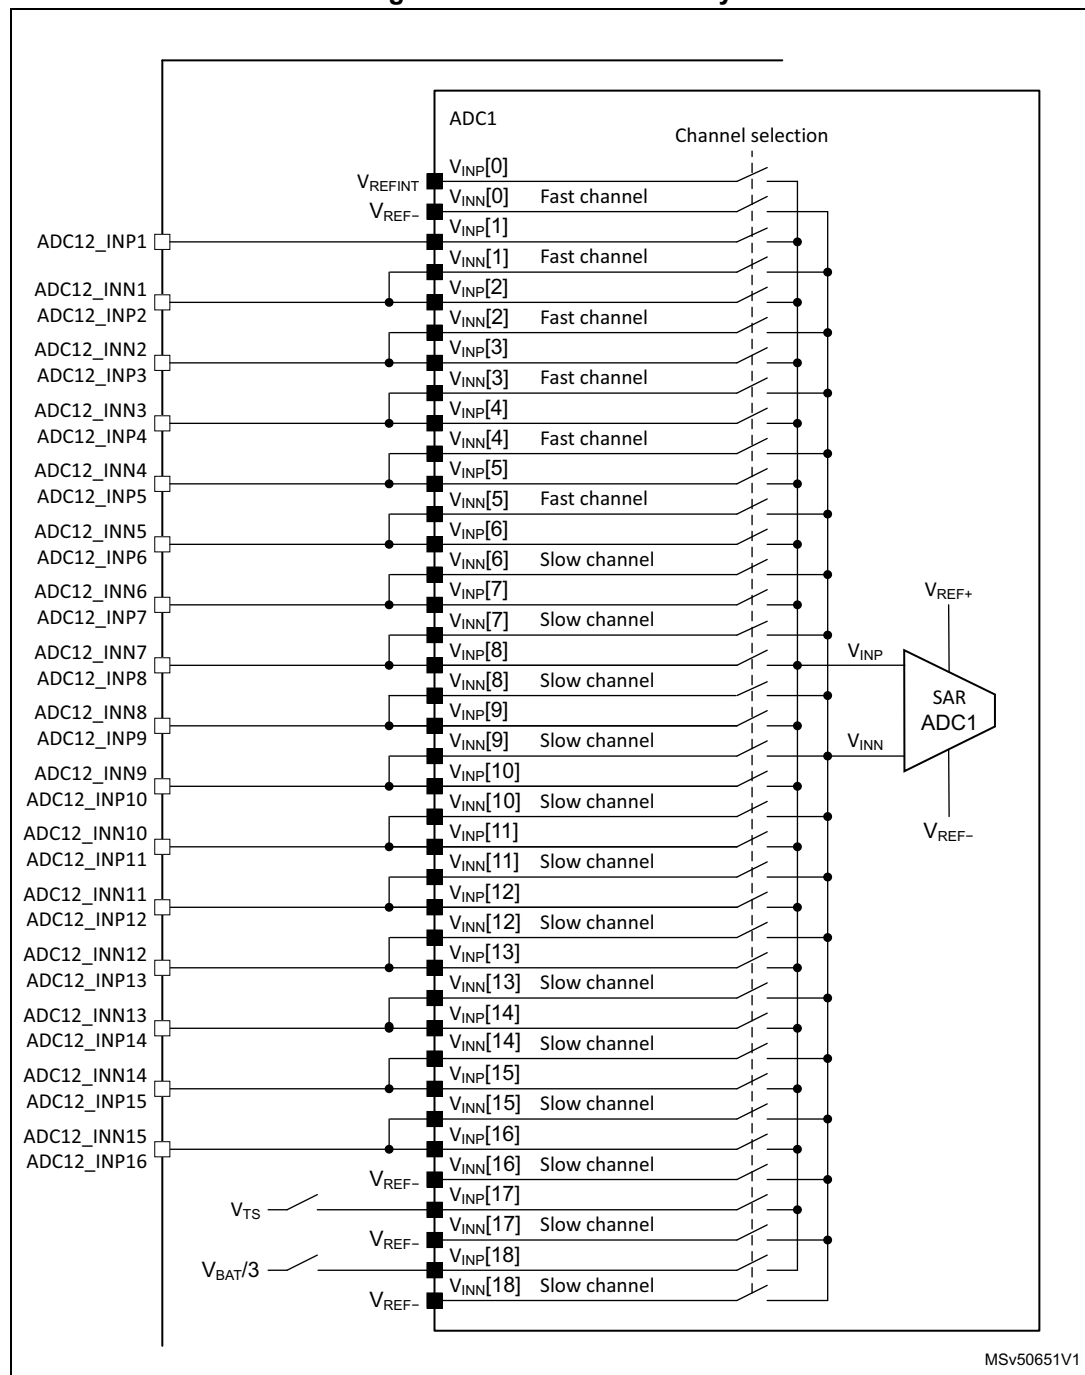 ADC1
Channel selection
VINP[0]
VREFINT
VINN[0] Fast channel
VREF–
VINP[1]
ADC12_INP1
VINN[1] Fast channel
ADC12_INN1
VINP[2]
ADC12_INP2
VINN[2] Fast channel
ADC12_INN2
VINP[3]
ADC12_INP3
VINN[3] Fast channel
ADC12_INN3
VINP[4]
ADC12_INP4
VINN[4] Fast channel
ADC12_INN4
VINP[5]
ADC12_INP5
VINN[5] Fast channel
ADC12_INN5
VINP[6]
ADC12_INP6
VINN[6] Slow channel
ADC12_INN6
VINP[7]
ADC12_INP7
VINN[7] Slow channel
ADC12_INN7
VINP[8]
ADC12_INP8
VINN[8] Slow channel
ADC12_INN8
VINP[9]
ADC12_INP9
VINN[9] Slow channel
ADC12_INN9
VINP[10]
ADC12_INP10
VINN[10] Slow channel
ADC12_INN10
VINP[11]
ADC12_INP11
VINN[11] Slow channel
ADC12_INN11
VINP[12]
ADC12_INP12
VINN[12] Slow channel
ADC12_INN12
VINP[13]
ADC12_INP13
VINN[13] Slow channel
ADC12_INN13
VINP[14]
ADC12_INP14
VINN[14] Slow channel
ADC12_INN14
VINP[15]
ADC12_INP15
VINN[15] Slow channel
ADC12_INN15
VINP[16]
ADC12_INP16
VINN[16] Slow channel
VREF–
VINP[17]
VTS
VINN[17] Slow channel
VREF–
VINP[18]
VBAT/3
VINN[18] Slow channel
VREF–
VREF+
VINP
SAR
ADC1
VINN
VREF–
MSv50651V1